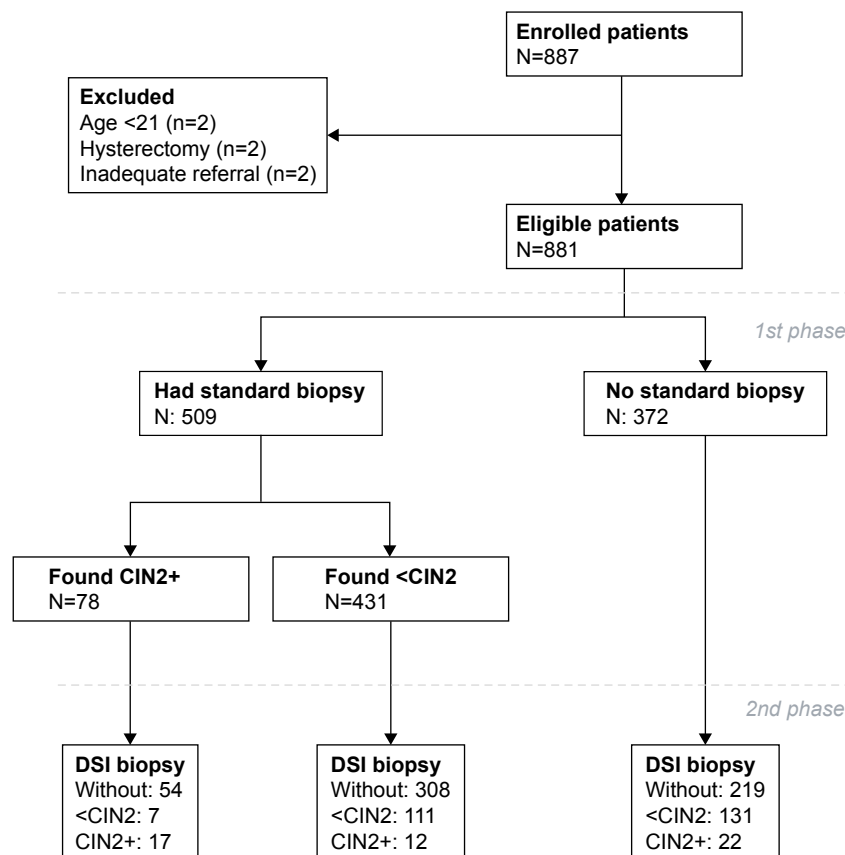 Enrolled patients
N=887
Excluded
Age <21 (n=2)
Hysterectomy (n=2)
Inadequate referral (n=2)
Eligible patients
N=881
1st phase
Had standard biopsy
N: 509
No standard biopsy
N: 372
Found CIN2+
N=78
Found <CIN2
N=431
2nd phase
DSI biopsy
Without: 54
<CIN2: 7
CIN2+: 17
DSI biopsy
Without: 308
<CIN2: 111
CIN2+: 12
DSI biopsy
Without: 219
<CIN2: 131
CIN2+: 22